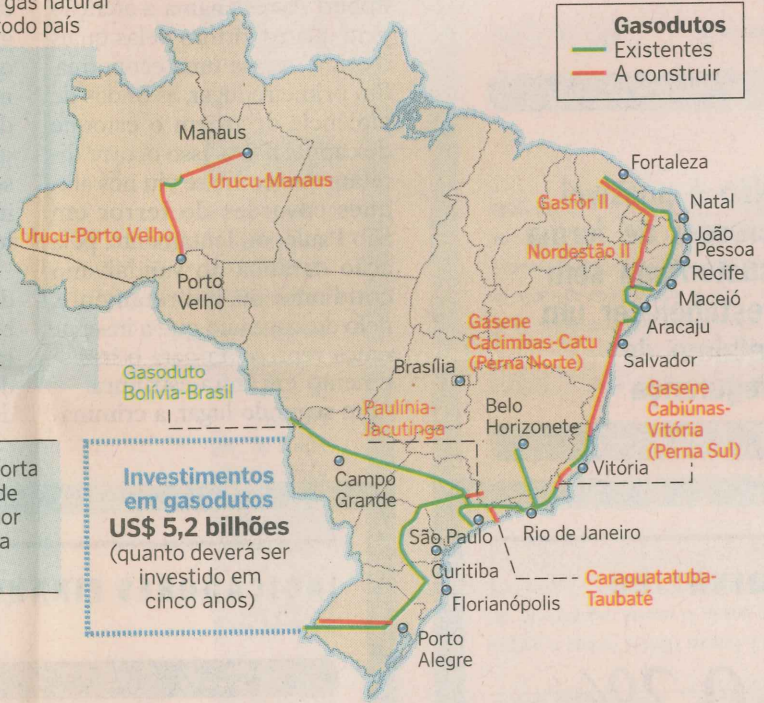 gás natural
todo país
Gasodutos
Existentes
A construir
Manaus
Urucu-Manaus
Urucu-Porto Velho
Porto
Velho
Fortaleza
Gasfor II
Natal
João
Pessoa
Nordestão II
Recife
Maceió
Aracaju
Salvador
Gasene
Cacimbas-Catu
(Perna Norte)
Brasília
Gasoduto
Bolívia-Brasil
Paulínia-
Jacutinga
Belo
Horizonete
Gasene
Cabiúnas-
Vitória
(Perna Sul)
Vitória
Campo
Grande
Investimentos
em gasodutos
US$ 5,2 bilhões
(quanto deverá ser
investido em
cinco anos)
São Paulo
Rio de Janeiro
Curitiba
Florianópolis
Caraguatatuba-
Taubaté
Porto
Alegre
orta
de
or
a